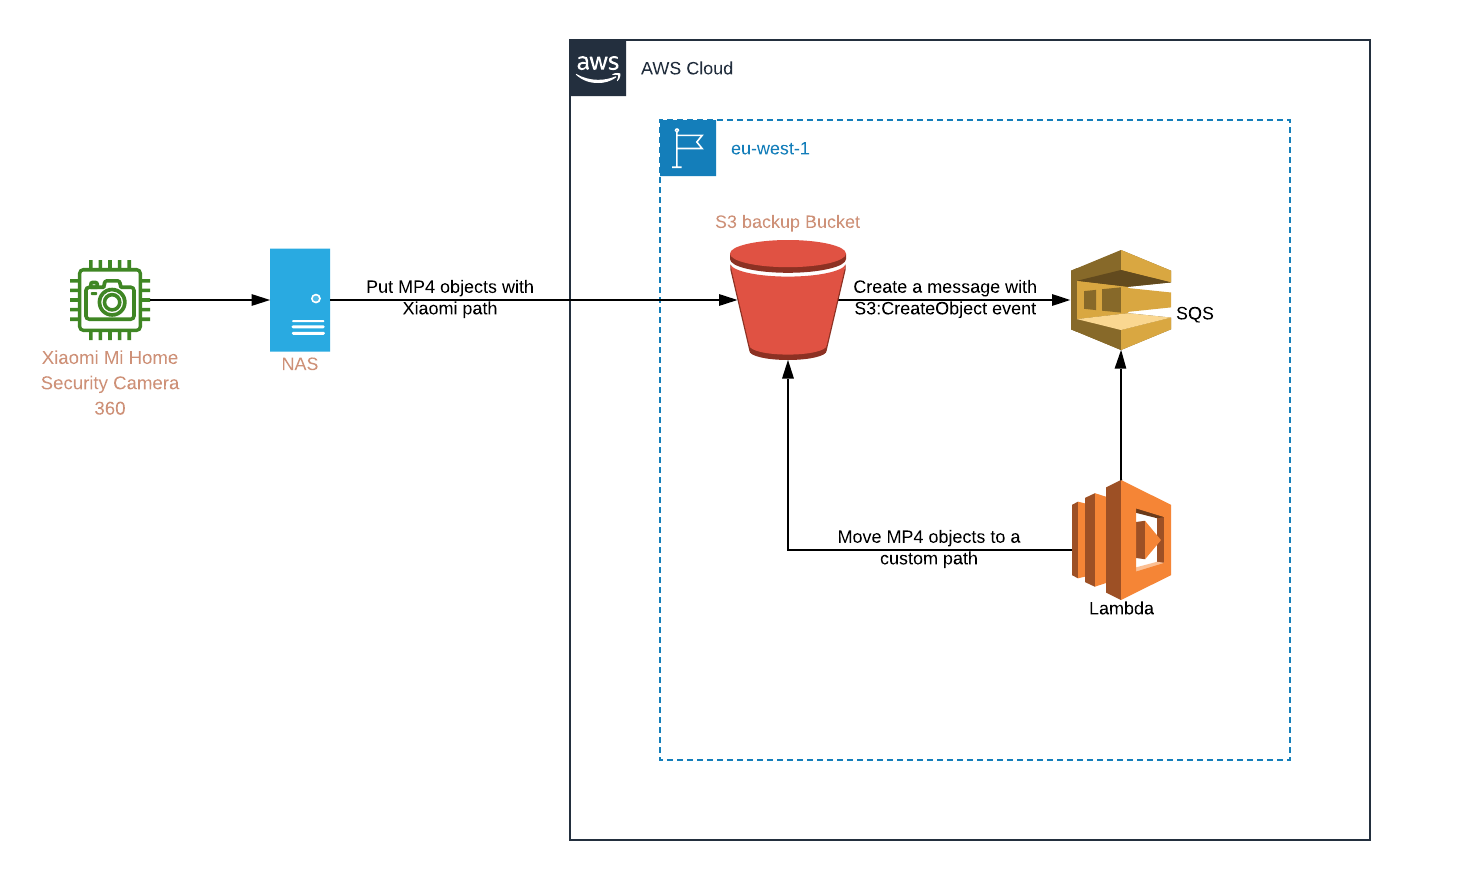 aws
AWS Cloud
eu-west-1
S3 backup Bucket
Put MP4 objects with
Xiaomi path
Create a message with
S3:CreateObject event
SQS
Xiaomi Mi Home
Security Camera
360
NAS
Move MP4 objects to a
custom path
Lambda